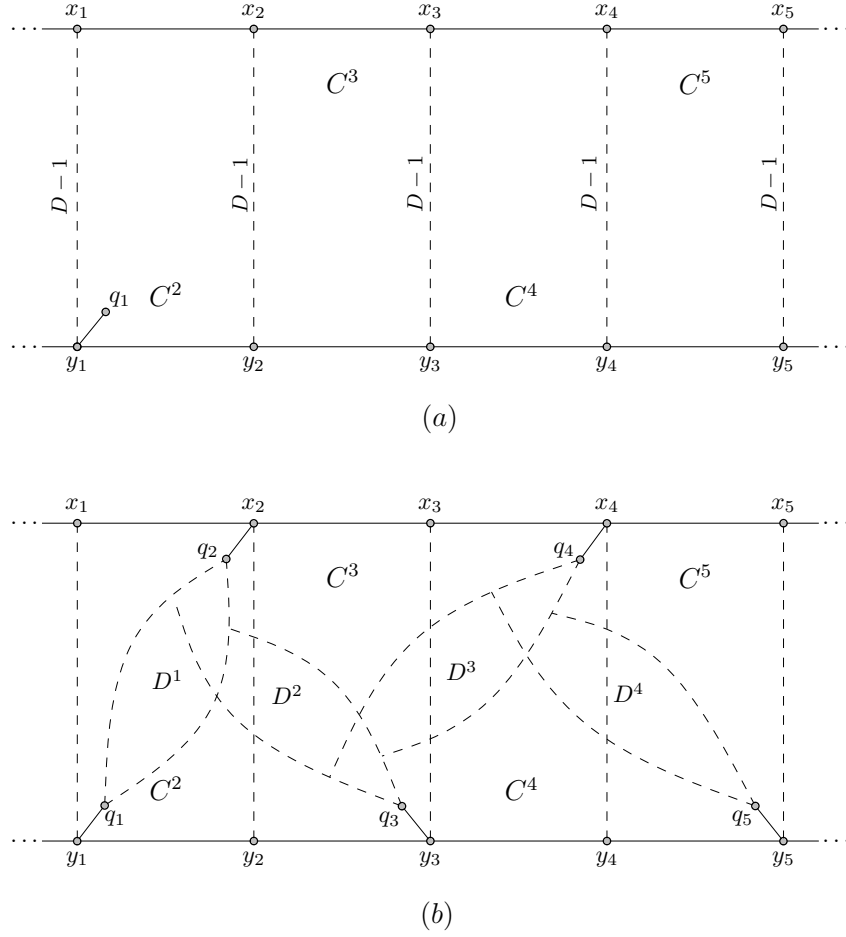 x₁ x₂ x₃ x₄ x₅
··· ···
C³ C⁵
D − 1 D − 1 D − 1 D − 1 D − 1
q₁ C² C⁴
··· ···
y₁ y₂ y₃ y₄ y₅
(a)
x₁ x₂ x₃ x₄ x₅
··· ···
q₂ q₄
C³ C⁵
D¹ D² D³ D⁴
C² C⁴
q₁ q₃ q₅
··· ···
y₁ y₂ y₃ y₄ y₅
(b)